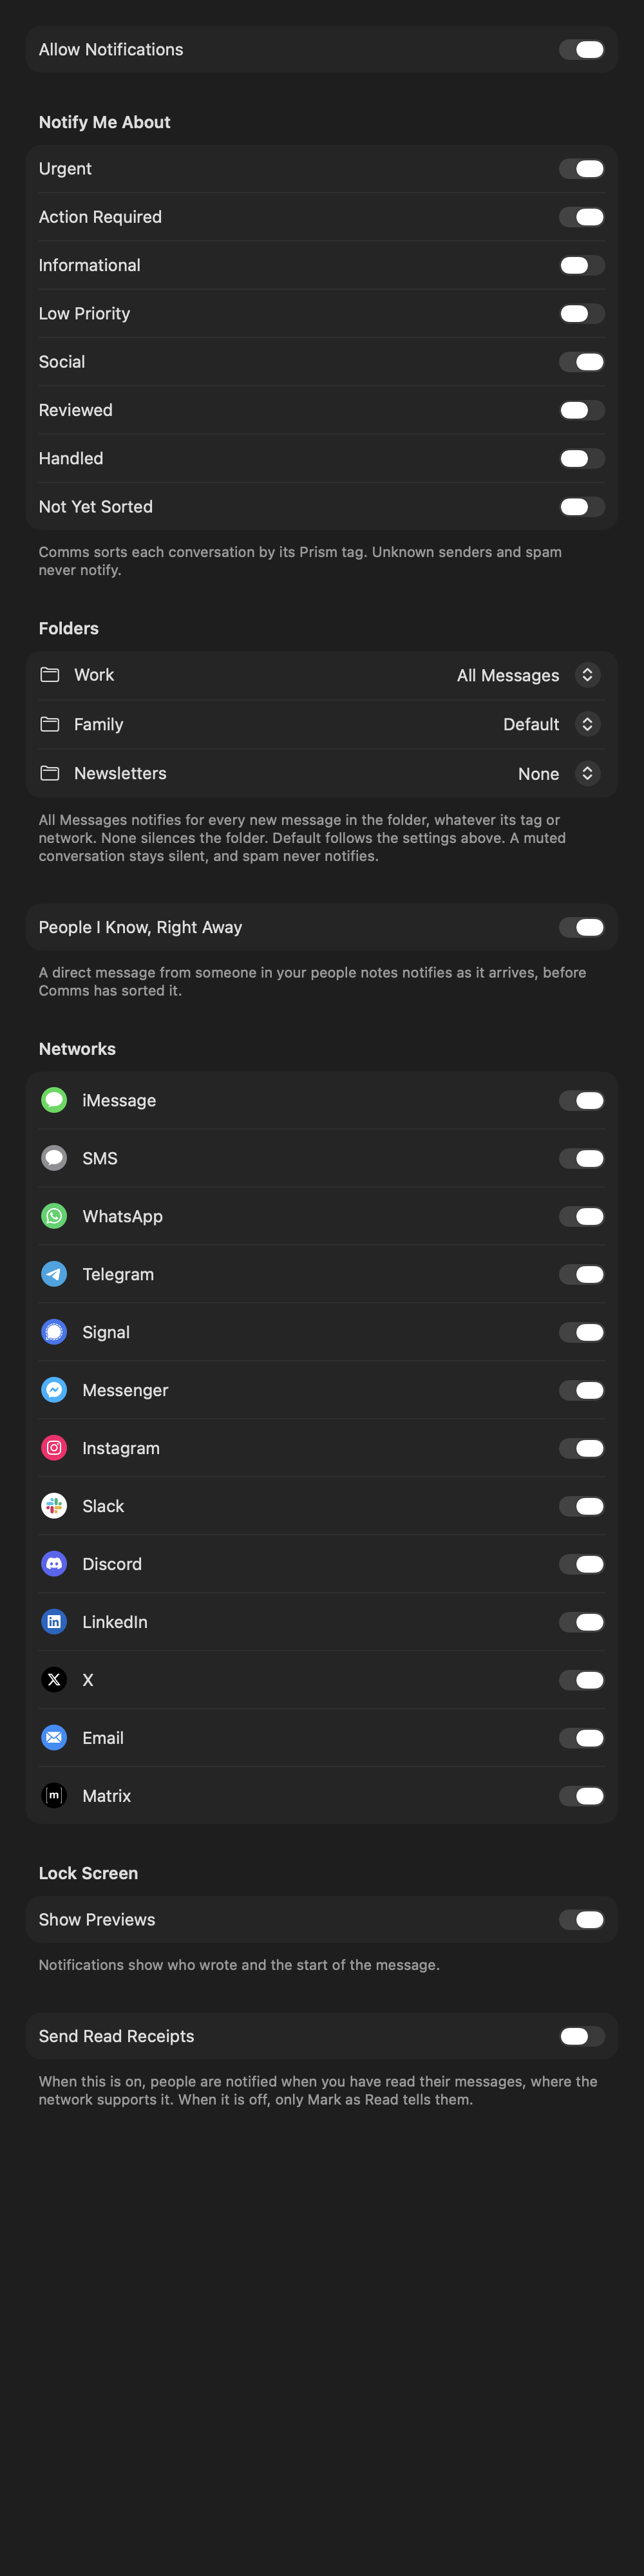 Allow Notifications
Notify Me About
Urgent
Action Required
Informational
Low Priority
Social
Reviewed
Handled
Not Yet Sorted
Comms sorts each conversation by its Prism tag. Unknown senders and spam
never notify.
Folders
Work All Messages
Family Default
Newsletters None
All Messages notifies for every new message in the folder, whatever its tag or
network. None silences the folder. Default follows the settings above. A muted
conversation stays silent, and spam never notifies.
People I Know, Right Away
A direct message from someone in your people notes notifies as it arrives, before
Comms has sorted it.
Networks
iMessage
SMS
WhatsApp
Telegram
Signal
Messenger
Instagram
Slack
Discord
in LinkedIn
X
Email
[m] Matrix
Lock Screen
Show Previews
Notifications show who wrote and the start of the message.
Send Read Receipts
When this is on, people are notified when you have read their messages, where the
network supports it. When it is off, only Mark as Read tells them.